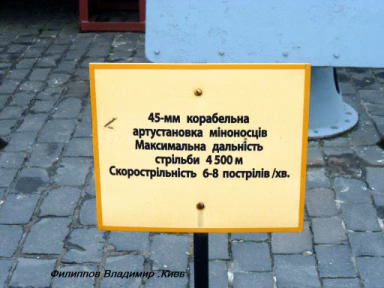 45-мм корабельна
артустановка міноносців
Максимальна дальність
стрільби 4 500 м
Скорострільність 6-8 пострілів /хв.
Филиппов Владимир .Киев